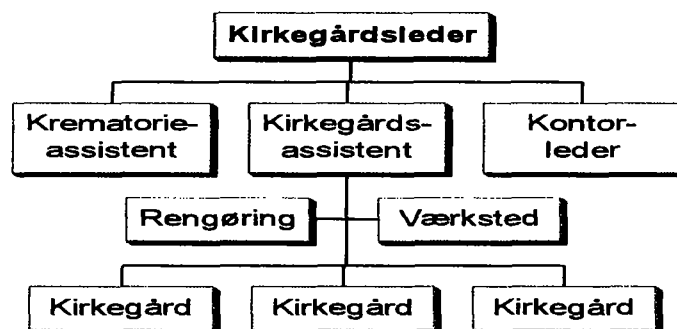 Kirkegårdsleder
Krematorie-
assistent
Kirkegårds-
assistent
Kontor-
leder
Rengøring
Værksted
Kirkegård
Kirkegård
Kirkegård